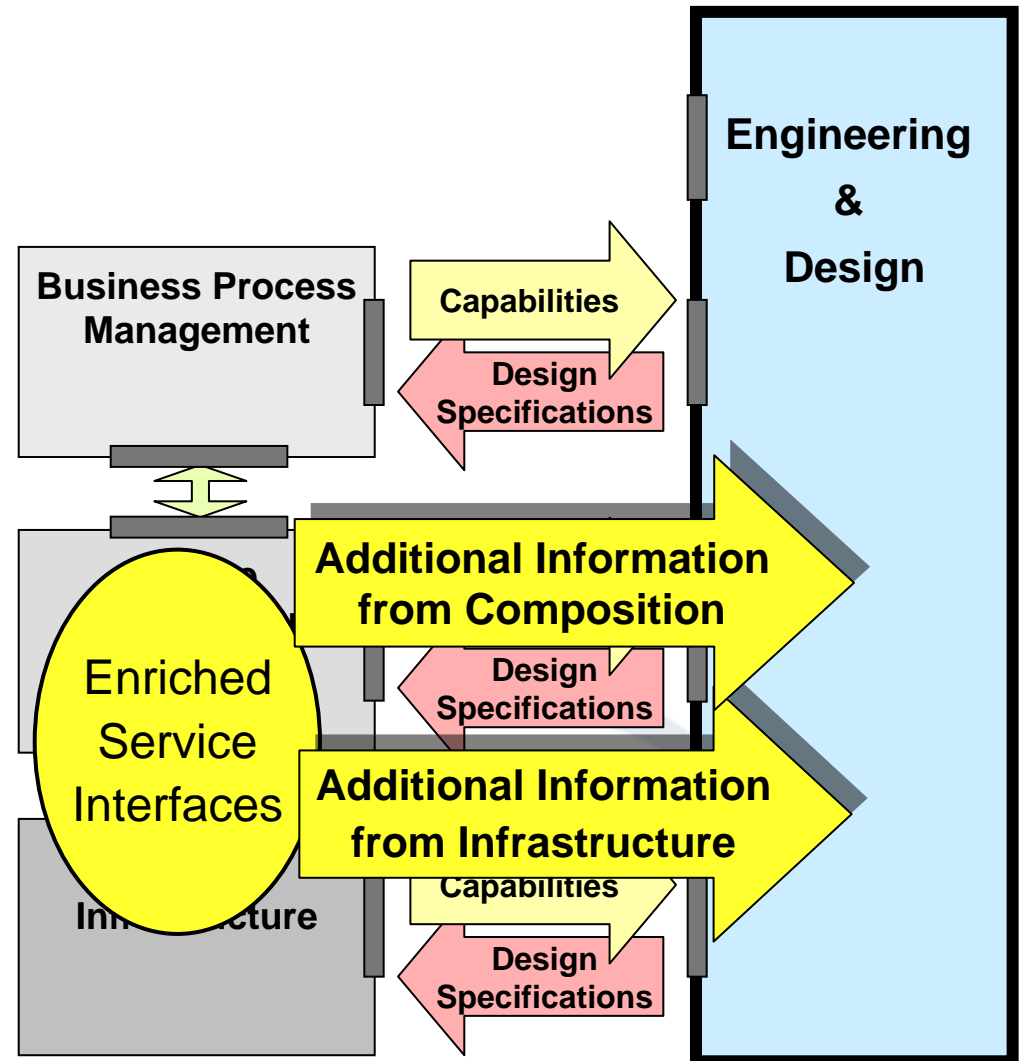 Engineering
&
Design
Business Process
Management
Capabilities
Design
Specifications
Additional Information
from Composition
Enriched
Service
Interfaces
Design
Specifications
Additional Information
from Infrastructure
Capabilities
Design
Specifications